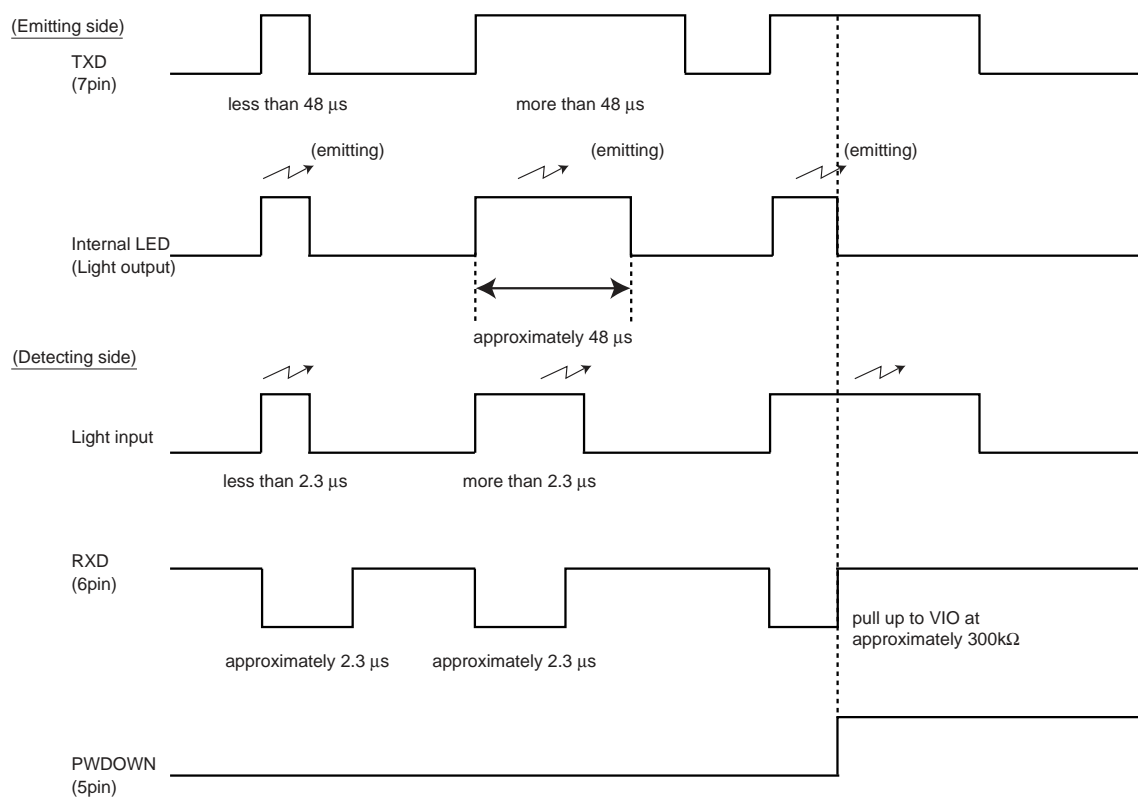 (Emitting side)
TXD
(7pin)
less than 48 μs
more than 48 μs
(emitting)
(emitting)
(emitting)
Internal LED
(Light output)
approximately 48 μs
(Detecting side)
Light input
less than 2.3 μs
more than 2.3 μs
RXD
(6pin)
approximately 2.3 μs
approximately 2.3 μs
pull up to VIO at
approximately 300kΩ
PWDOWN
(5pin)